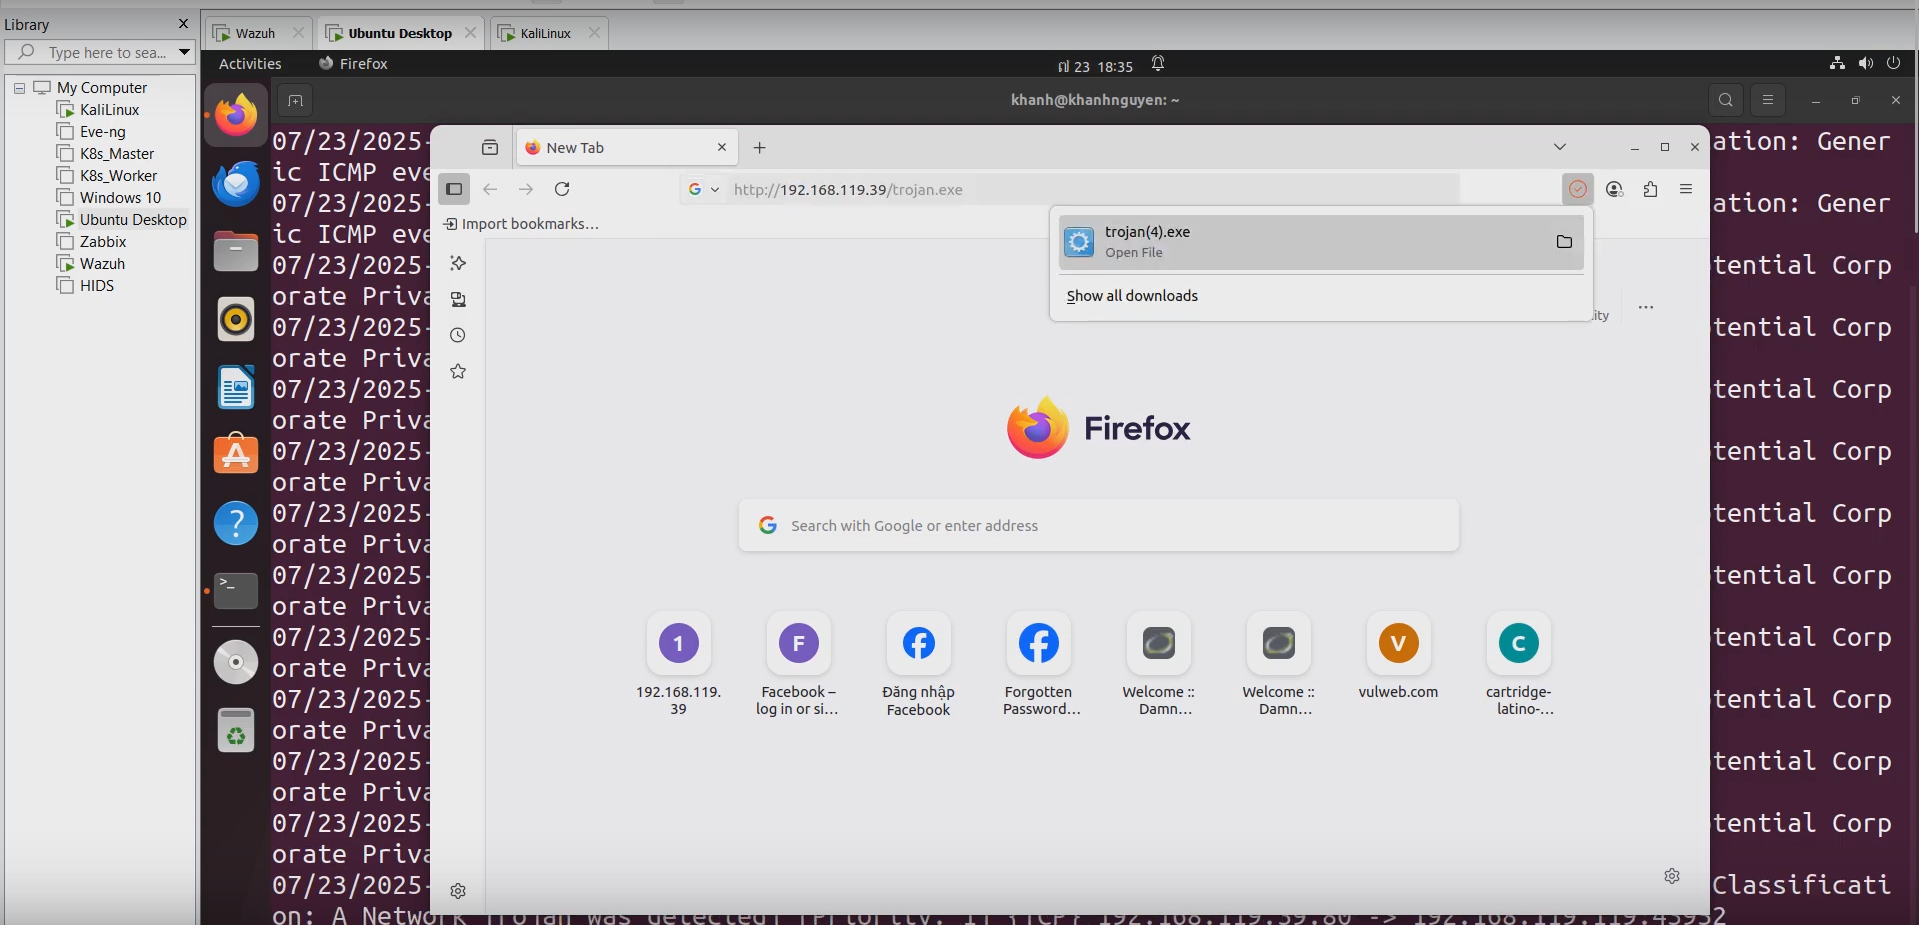 Library
Type here to sea...
My Computer
KaliLinux
Eve-ng
K8s_Master
K8s_Worker
Windows 10
Ubuntu Desktop
Zabbix
Wazuh
HIDS
Wazuh
Ubuntu Desktop
KaliLinux
Activities
Firefox
23 18:35
khanh@khanhnguyen: ~
New Tab
http://192.168.119.39/trojan.exe
Import bookmarks...
trojan(4).exe
Open File
Show all downloads
ity
Firefox
Search with Google or enter address
1
F
V
C
192.168.119.
39
Facebook –
log in or si...
Đăng nhập
Facebook
Forgotten
Password...
Welcome ::
Damn...
Welcome ::
Damn...
vulweb.com
cartridge-
latino-...
07/23/2025- ation: Gener
ic ICMP eve
07/23/2025- ation: Gener
ic ICMP eve
07/23/2025- tential Corp
orate Priva
07/23/2025- tential Corp
orate Priva
07/23/2025- tential Corp
orate Priva
07/23/2025- tential Corp
orate Priva
07/23/2025- tential Corp
orate Priva
07/23/2025- tential Corp
orate Priva
07/23/2025- tential Corp
orate Priva
07/23/2025- tential Corp
orate Priva
07/23/2025- tential Corp
orate Priva
07/23/2025- tential Corp
orate Priva
07/23/2025- Classificati
on: A Network Trojan was detected] [Priority: 1] {TCP} 192.168.119.39:80 -> 192.168.119.119:43932